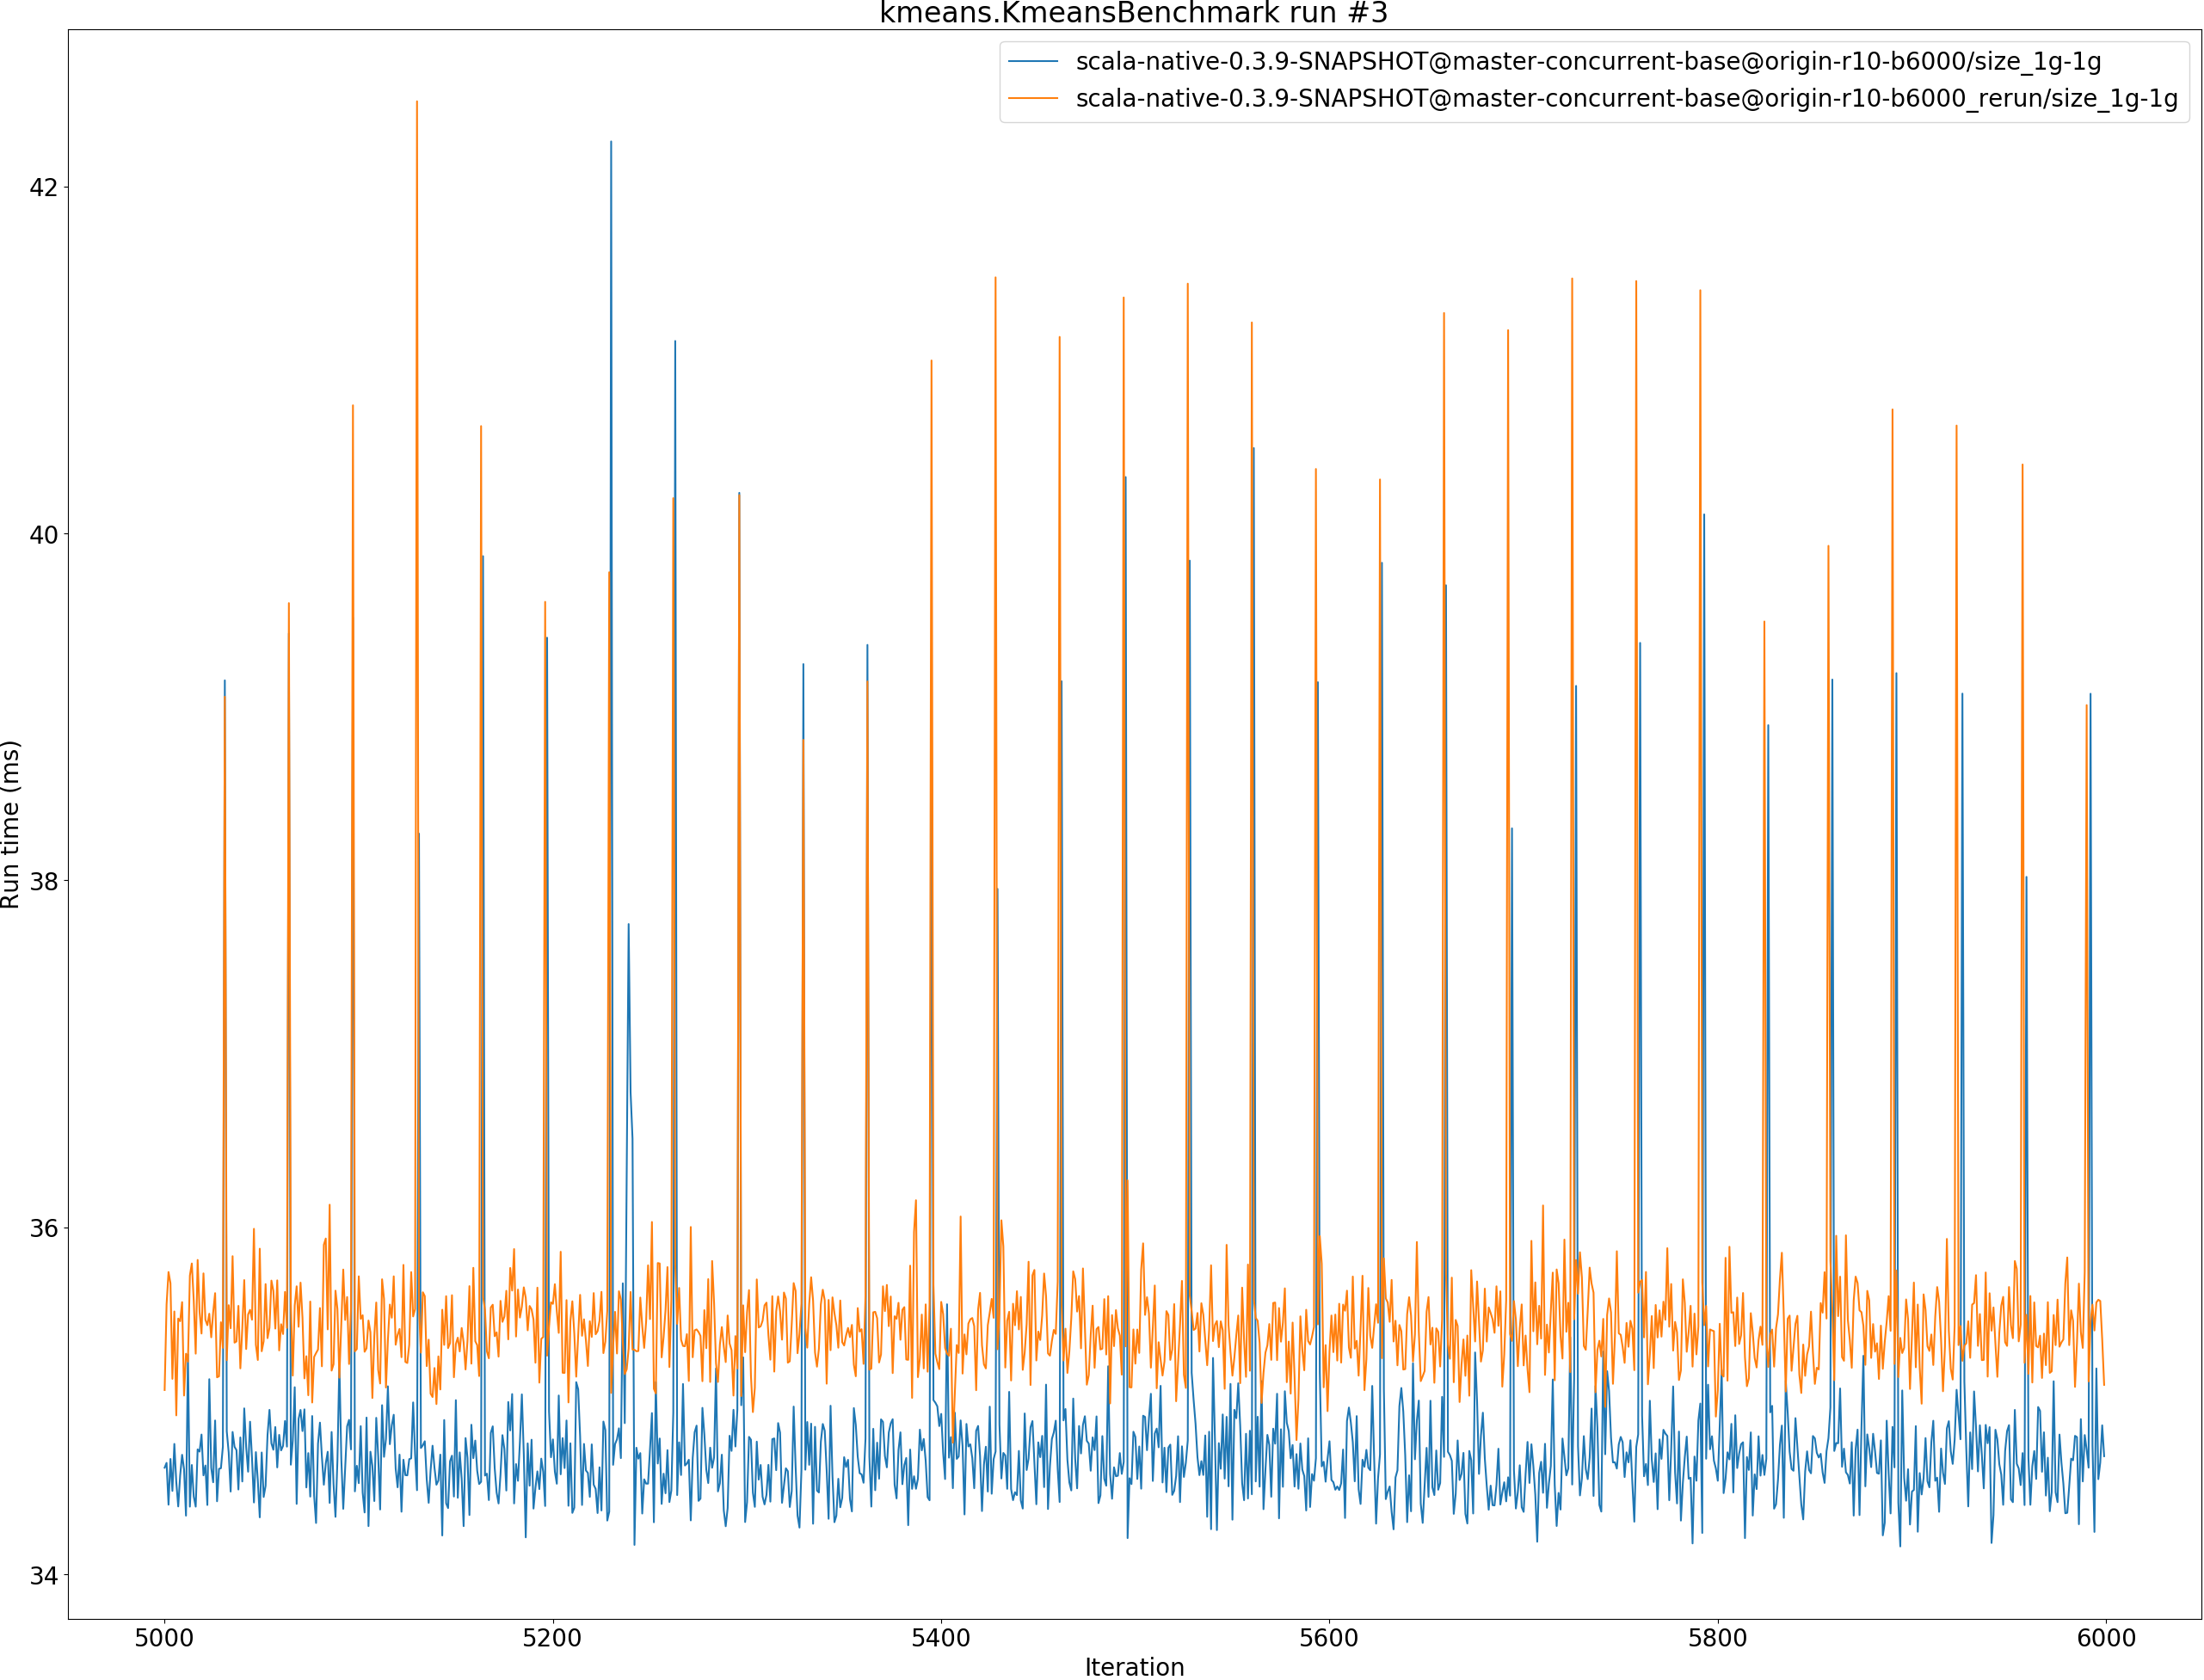 kmeans.KmeansBenchmark run #3
scala-native-0.3.9-SNAPSHOT@master-concurrent-base@origin-r10-b6000/size_1g-1g
scala-native-0.3.9-SNAPSHOT@master-concurrent-base@origin-r10-b6000_rerun/size_1g-1g
42
40
38
36
34
Run time (ms)
5000 5200 5400 5600 5800 6000
Iteration